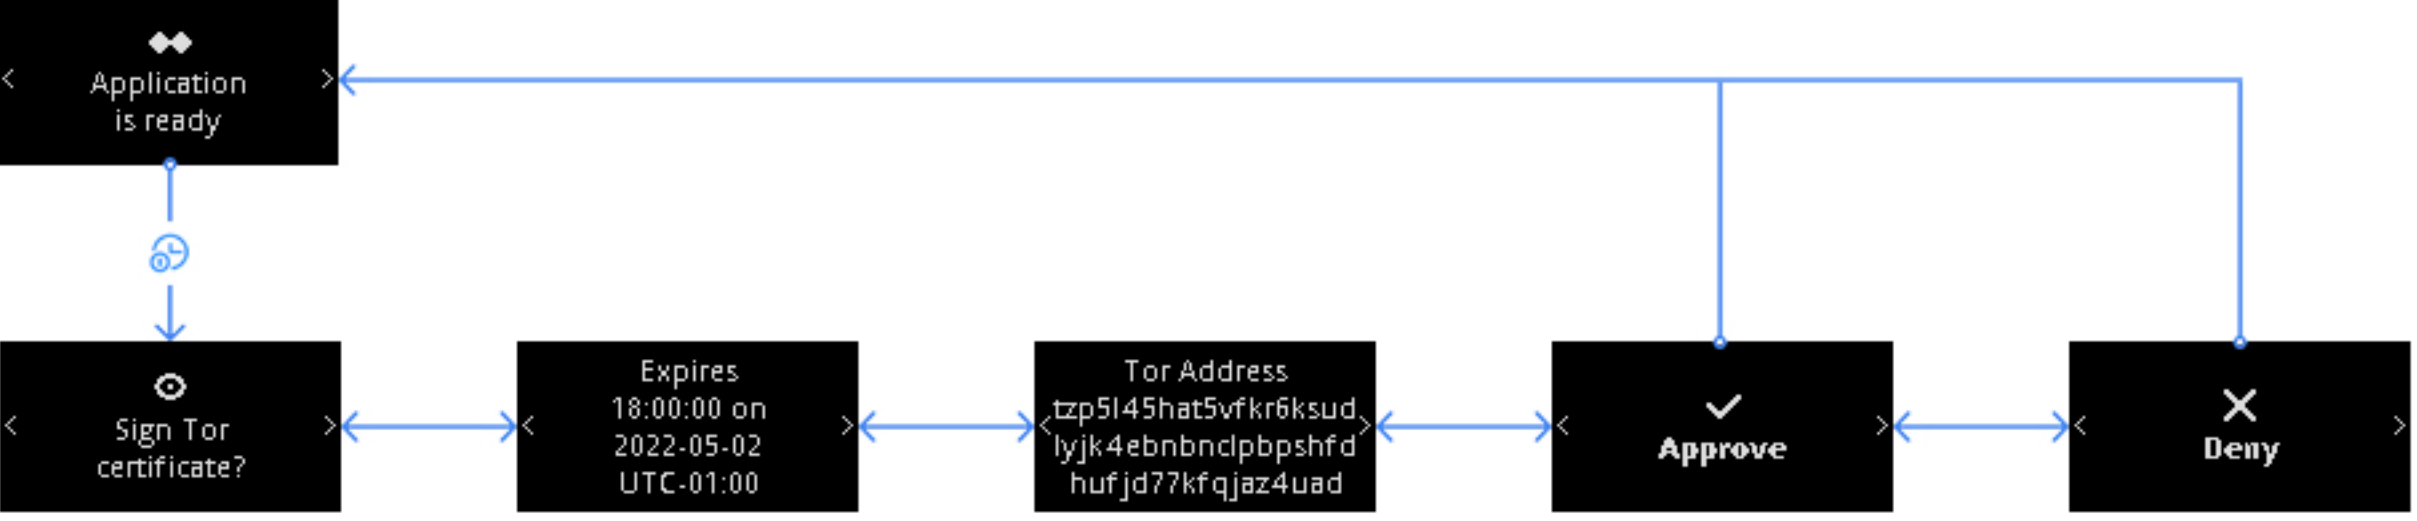 Application
is ready
Sign Tor
certificate?
Expires
18:00:00 on
2022-05-02
UTC-01:00
Tor Address
tzp5l45hat5vfkr6ksud
lyjk4ebnbnclpbpshfd
hufjd77kfqjaz4uad
Approve
Deny